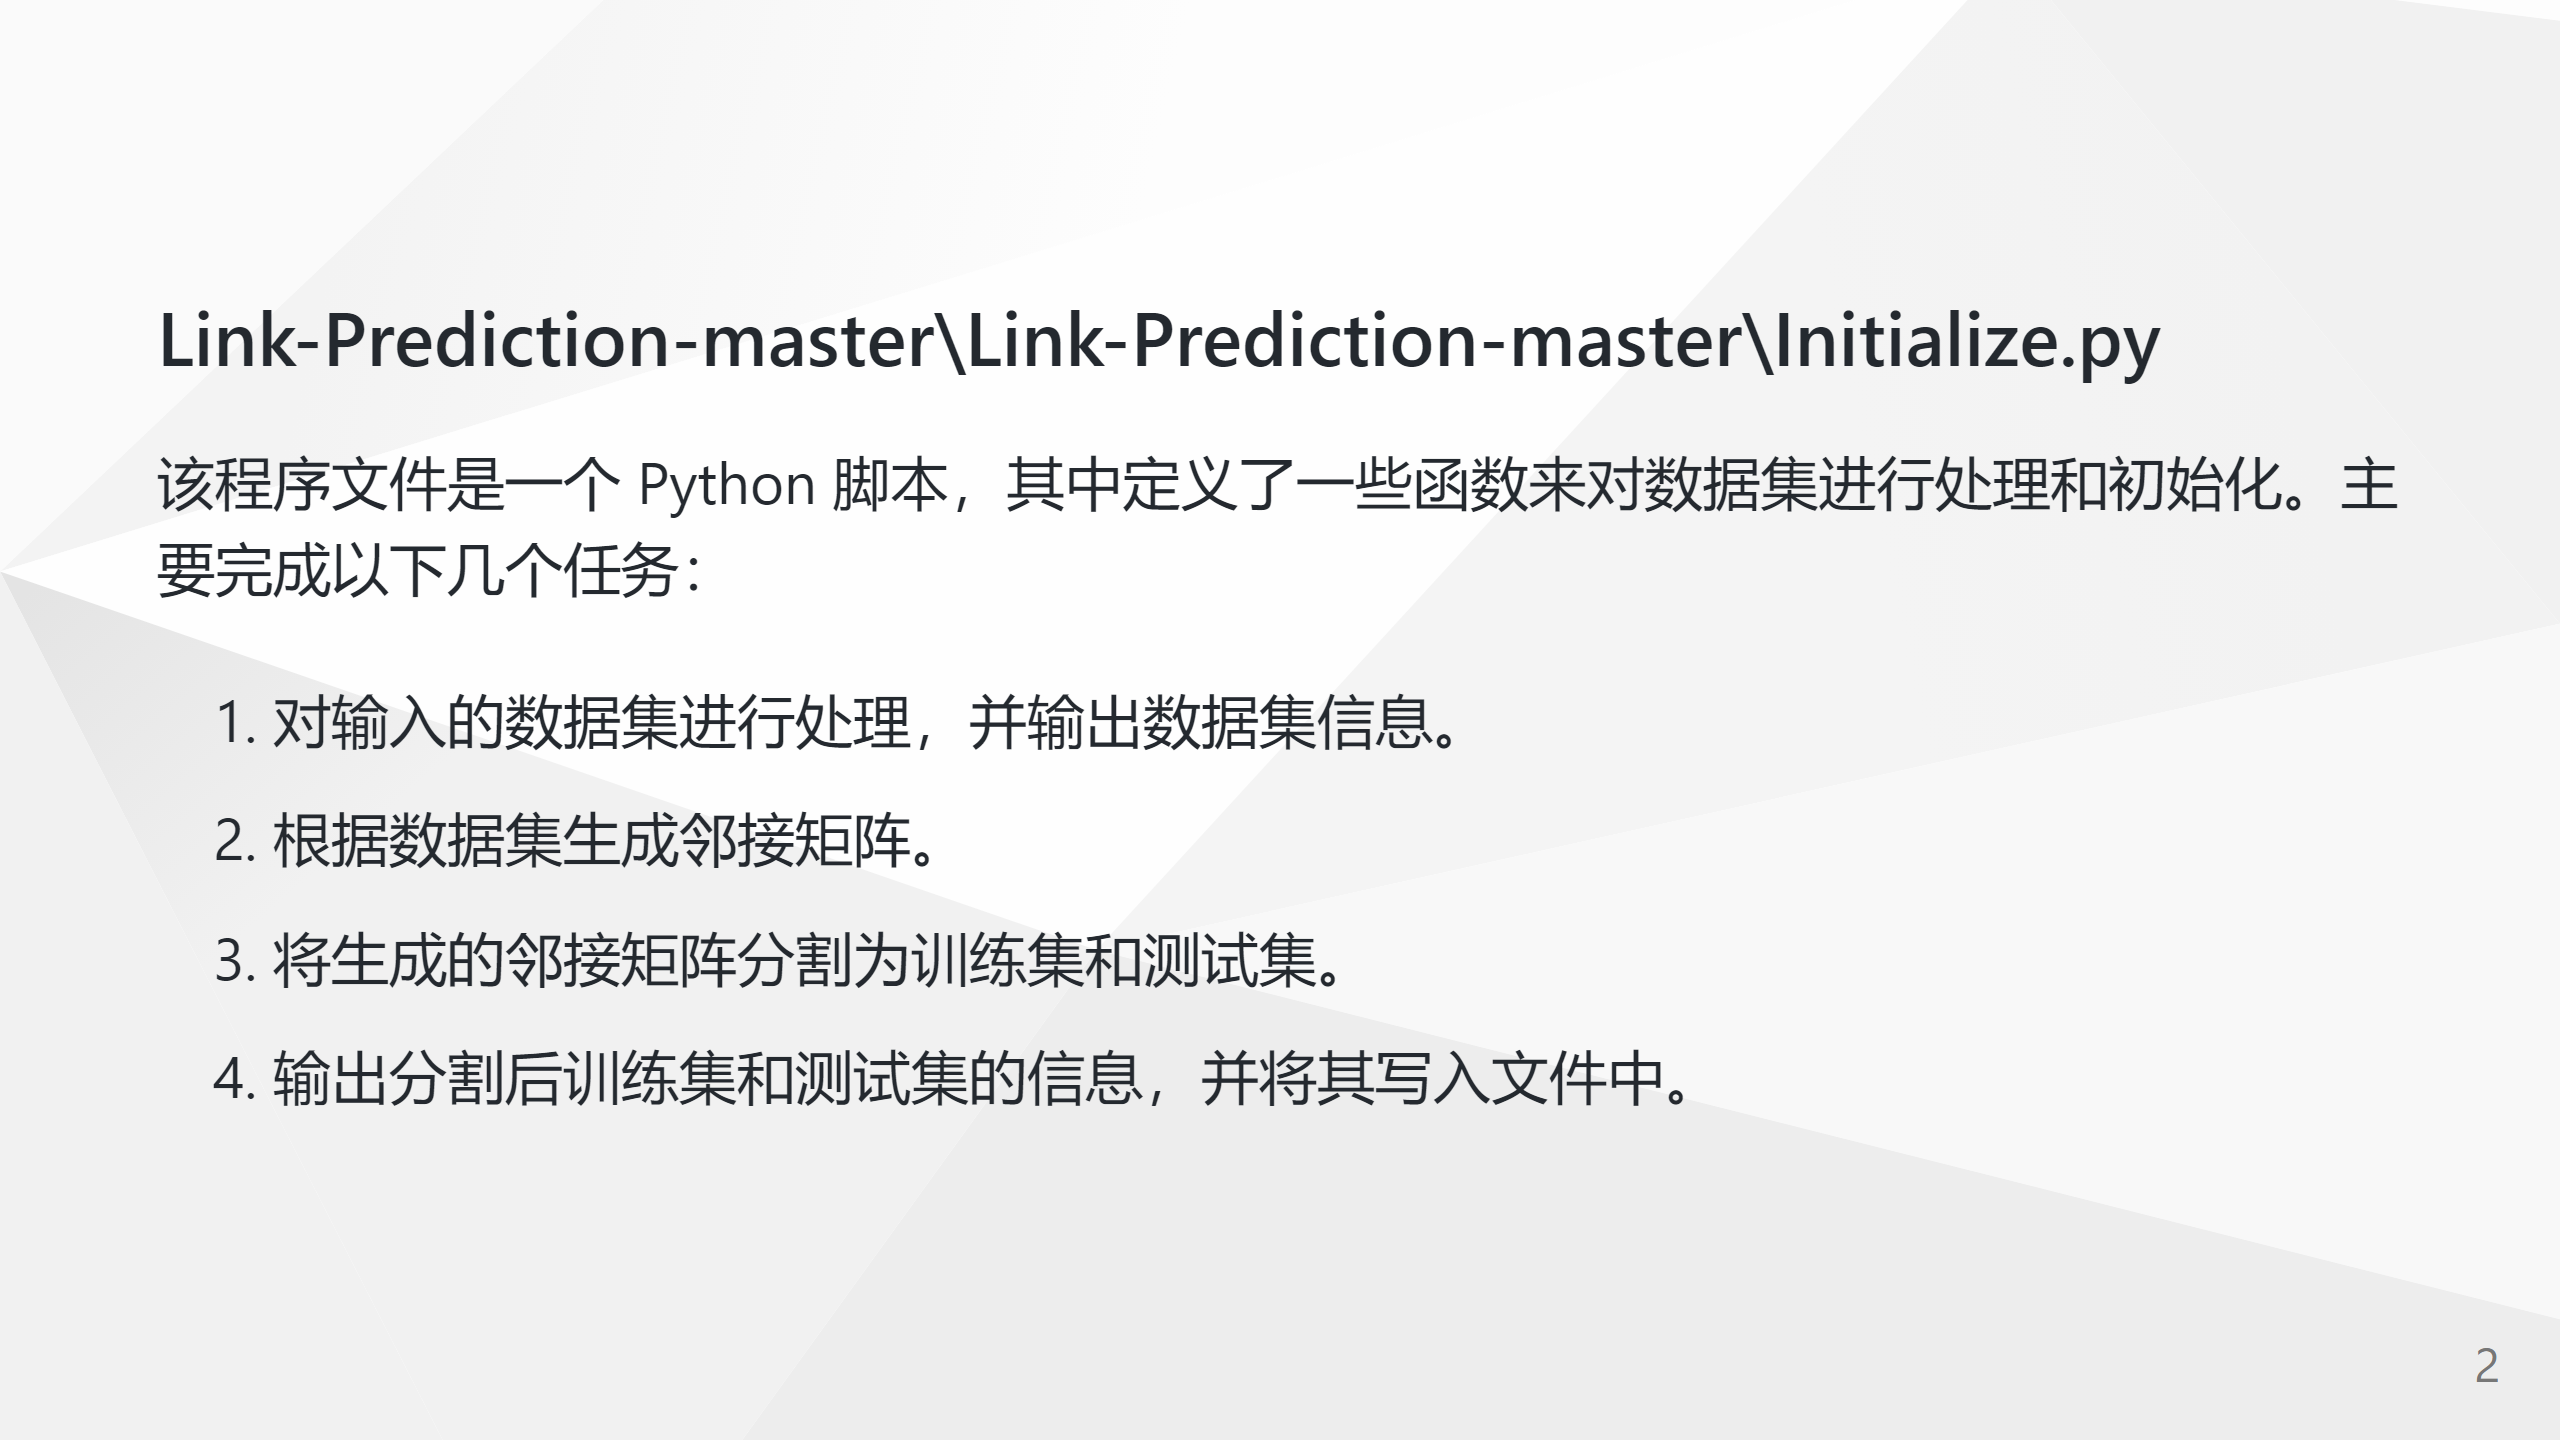 Link-Prediction-master\Link-Prediction-master\Initialize.py
该程序文件是一个 Python 脚本，其中定义了一些函数来对数据集进行处理和初始化。主
要完成以下几个任务：
1. 对输入的数据集进行处理，并输出数据集信息。
2. 根据数据集生成邻接矩阵。
3. 将生成的邻接矩阵分割为训练集和测试集。
4. 输出分割后训练集和测试集的信息，并将其写入文件中。
2